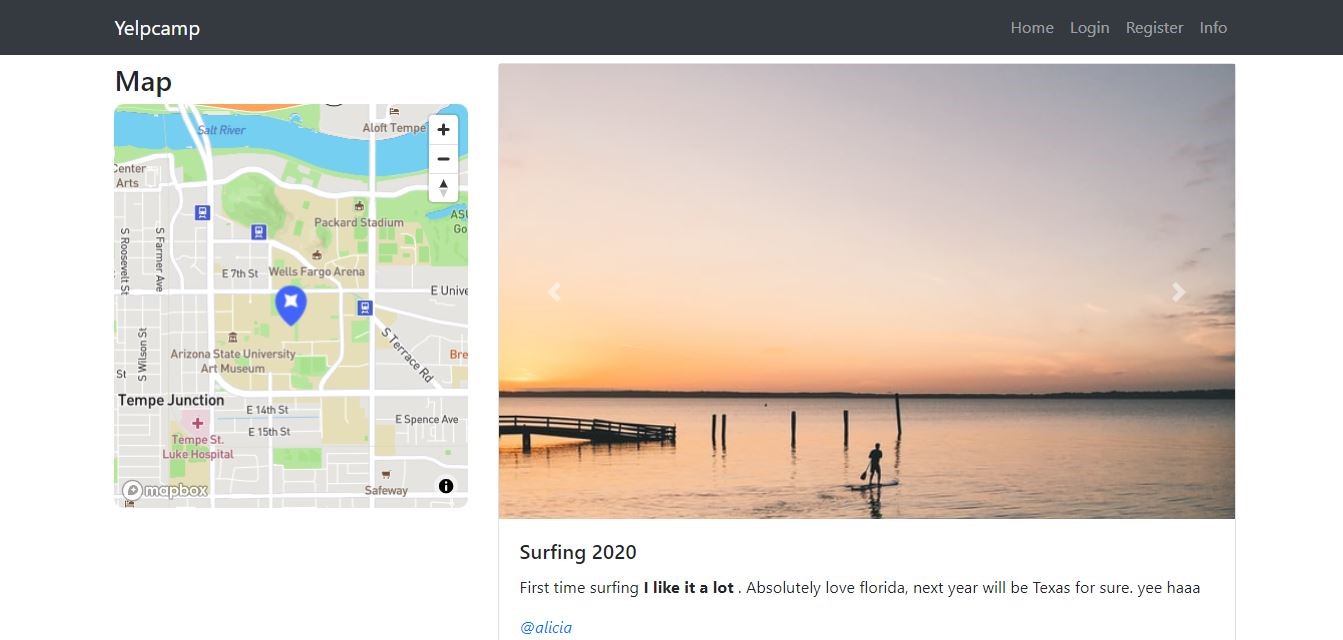 Yelpcamp
Home Login Register Info
Map
Salt River
Aloft Tempe
Center
Arts
Packard Stadium
ASU
Go
S Roosevelt St
S Farmer Ave
E 7th St
Wells Fargo Arena
E Unive
S Wilson St
S Terrace Rd
Arizona State University
Art Museum
St
Bre
Tempe Junction
E 14th St
E Spence Ave
E 15th St
Tempe St.
Luke Hospital
mapbox
Safeway
Surfing 2020
First time surfing I like it a lot . Absolutely love florida, next year will be Texas for sure. yee haaa
@alicia